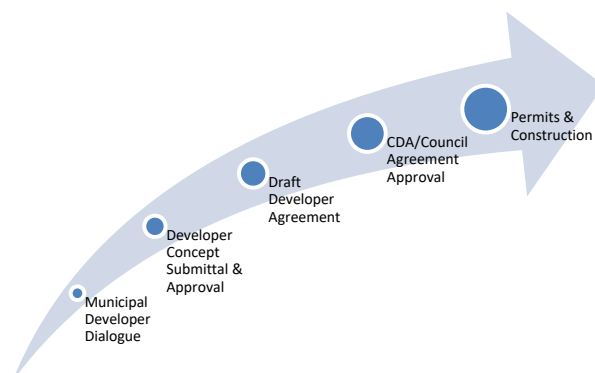 Municipal
Developer
Dialogue
Developer
Concept
Submittal &
Approval
Draft
Developer
Agreement
CDA/Council
Agreement
Approval
Permits &
Construction